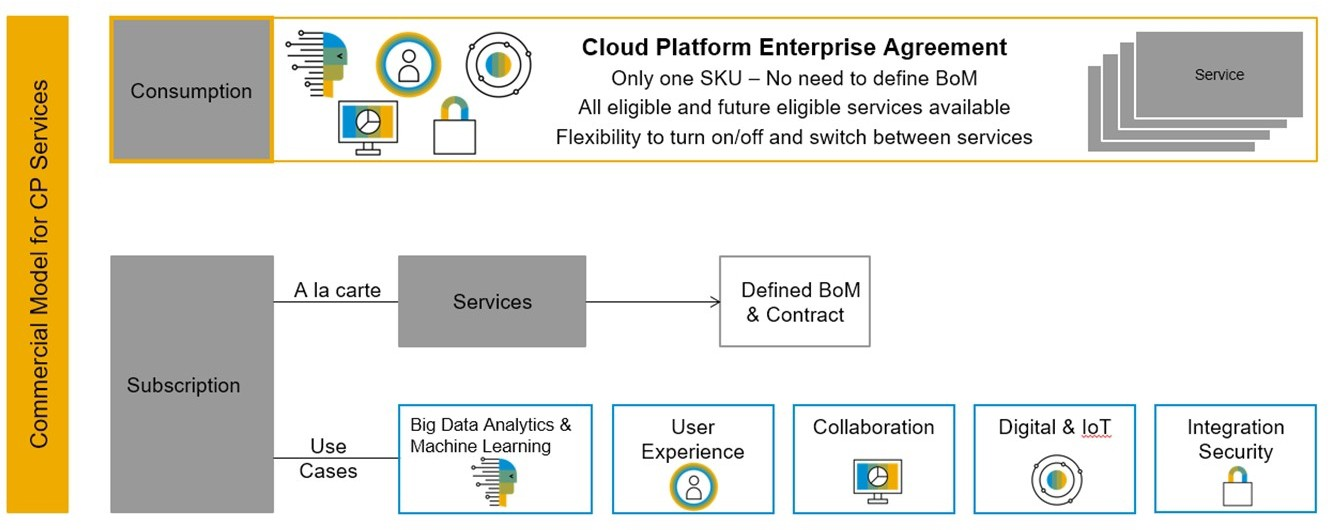 Commercial Model for CP Services
Consumption
Cloud Platform Enterprise Agreement
Only one SKU – No need to define BoM
All eligible and future eligible services available
Flexibility to turn on/off and switch between services
Service
Subscription
A la carte
Services
Defined BoM
& Contract
Use
Cases
Big Data Analytics &
Machine Learning
User
Experience
Collaboration
Digital & IoT
Integration
Security